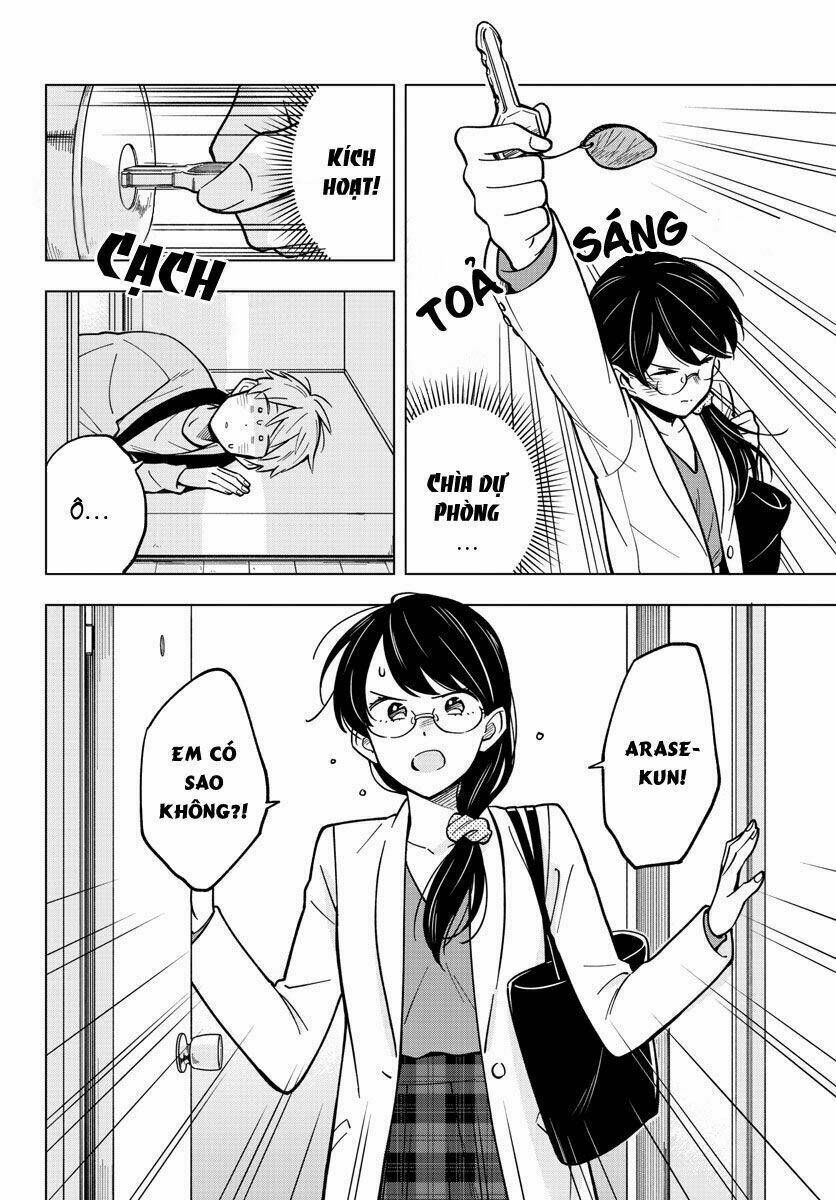 TOẢ SÁNG
CHÌA DỰ
PHÒNG
...
KÍCH
HOẠT!
CẠCH
Ô...
ARASE-
KUN!
EM CÓ
SAO
KHÔNG?!